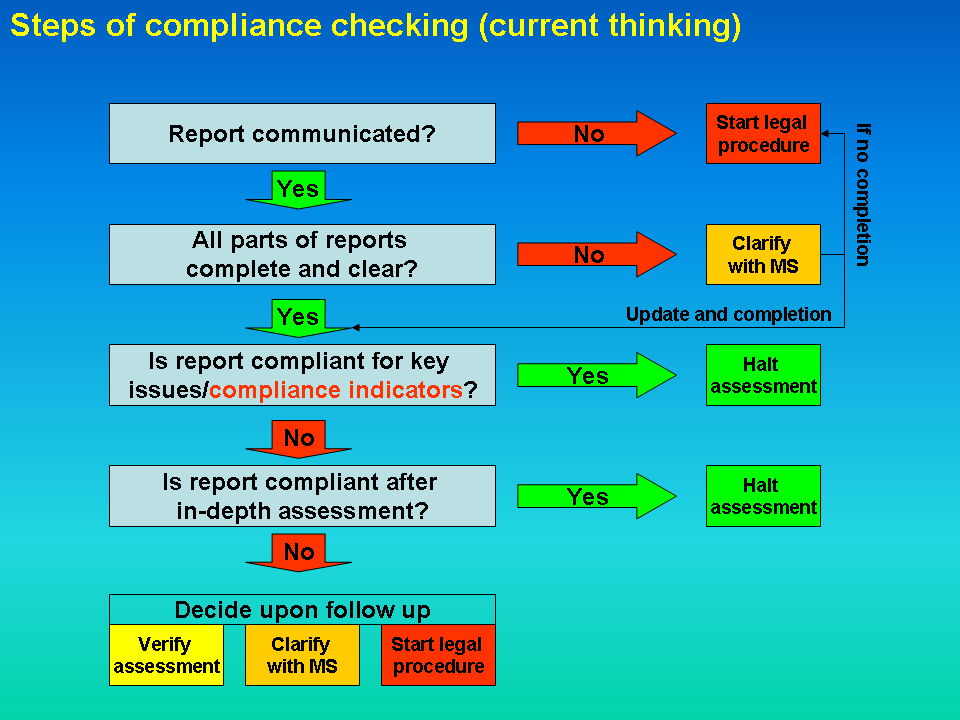 Steps of compliance checking (current thinking)
Report communicated?
No
Start legal
procedure
If no completion
Yes
All parts of reports
complete and clear?
No
Clarify
with MS
Yes
Update and completion
Is report compliant for key
issues/compliance indicators?
Yes
Halt
assessment
No
Is report compliant after
in-depth assessment?
Yes
Halt
assessment
No
Decide upon follow up
Verify
assessment
Clarify
with MS
Start legal
procedure